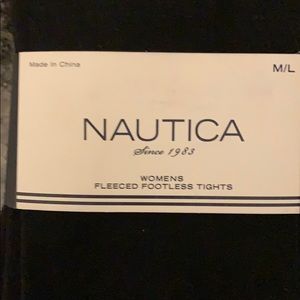 Made in China
M/L
NAUTICA
Since 1983
WOMENS
FLEECED FOOTLESS TIGHTS